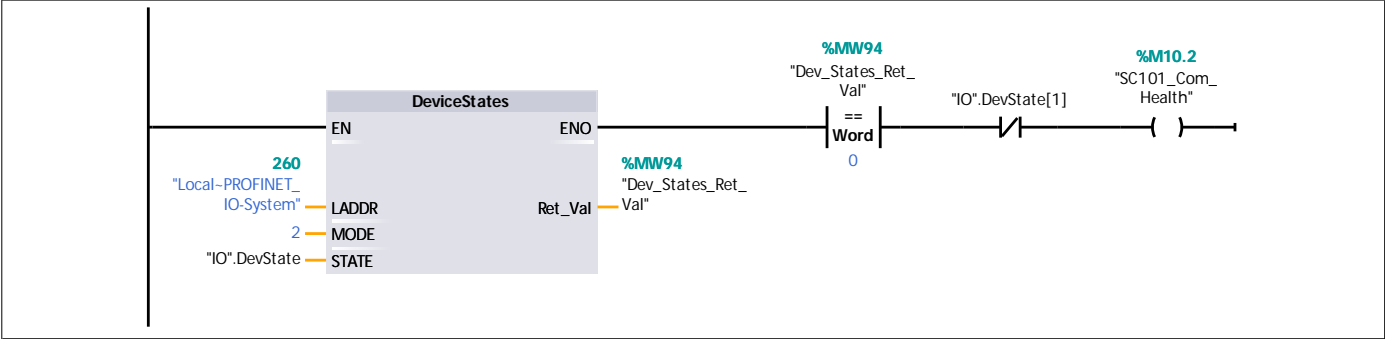 %MW94
"Dev_States_Ret_
Val"
==
Word
0
"IO".DevState[1]
%M10.2
"SC101_Com_
Health"
DeviceStates
EN
ENO
260
"Local~PROFINET_
IO-System"
LADDR
2
MODE
"IO".DevState
STATE
Ret_Val
%MW94
"Dev_States_Ret_
Val"